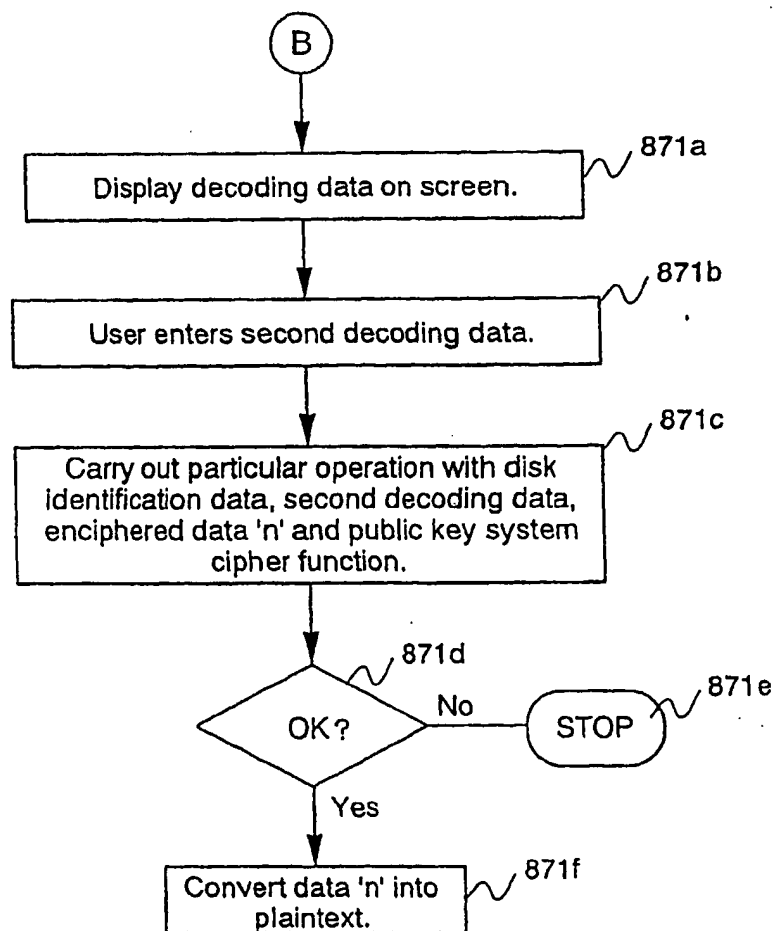 B
871a
Display decoding data on screen.
871b
User enters second decoding data.
871c
Carry out particular operation with disk
identification data, second decoding data,
enciphered data 'n' and public key system
cipher function.
871d
OK?
No
871e
STOP
Yes
871f
Convert data 'n' into
plaintext.